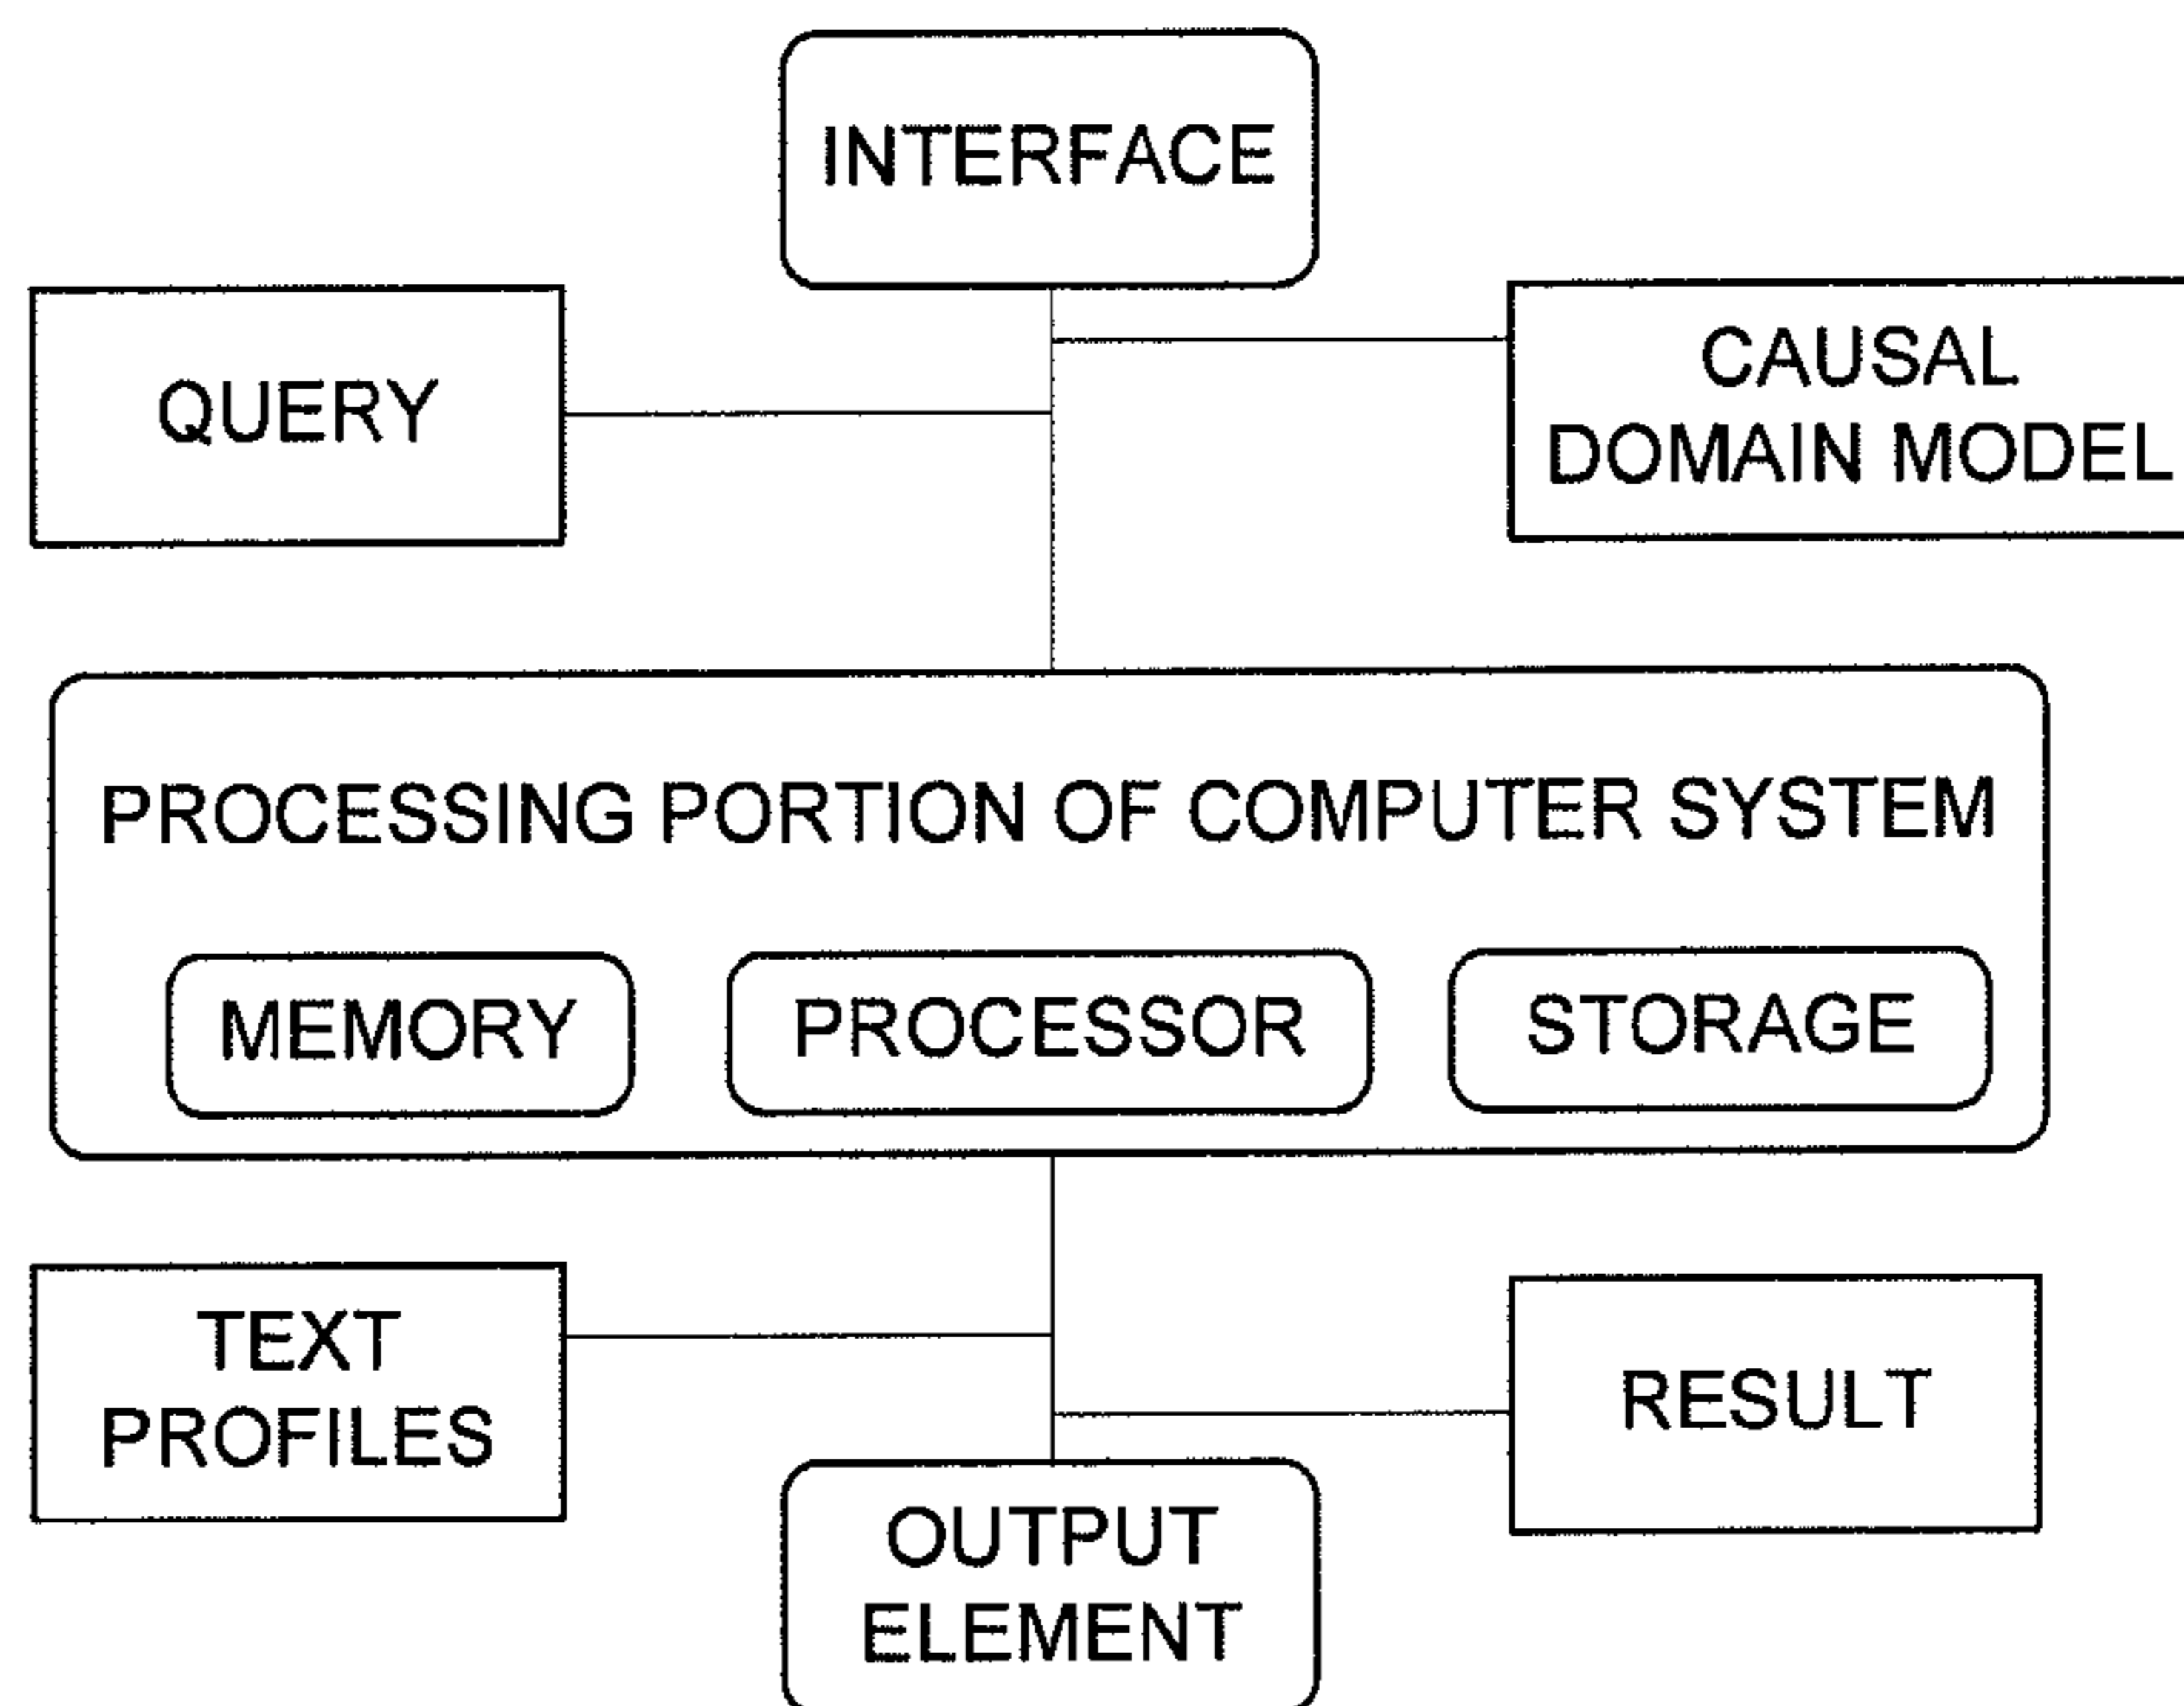 INTERFACE
QUERY
CAUSAL
DOMAIN MODEL
PROCESSING PORTION OF COMPUTER SYSTEM
MEMORY
PROCESSOR
STORAGE
TEXT
PROFILES
RESULT
OUTPUT
ELEMENT